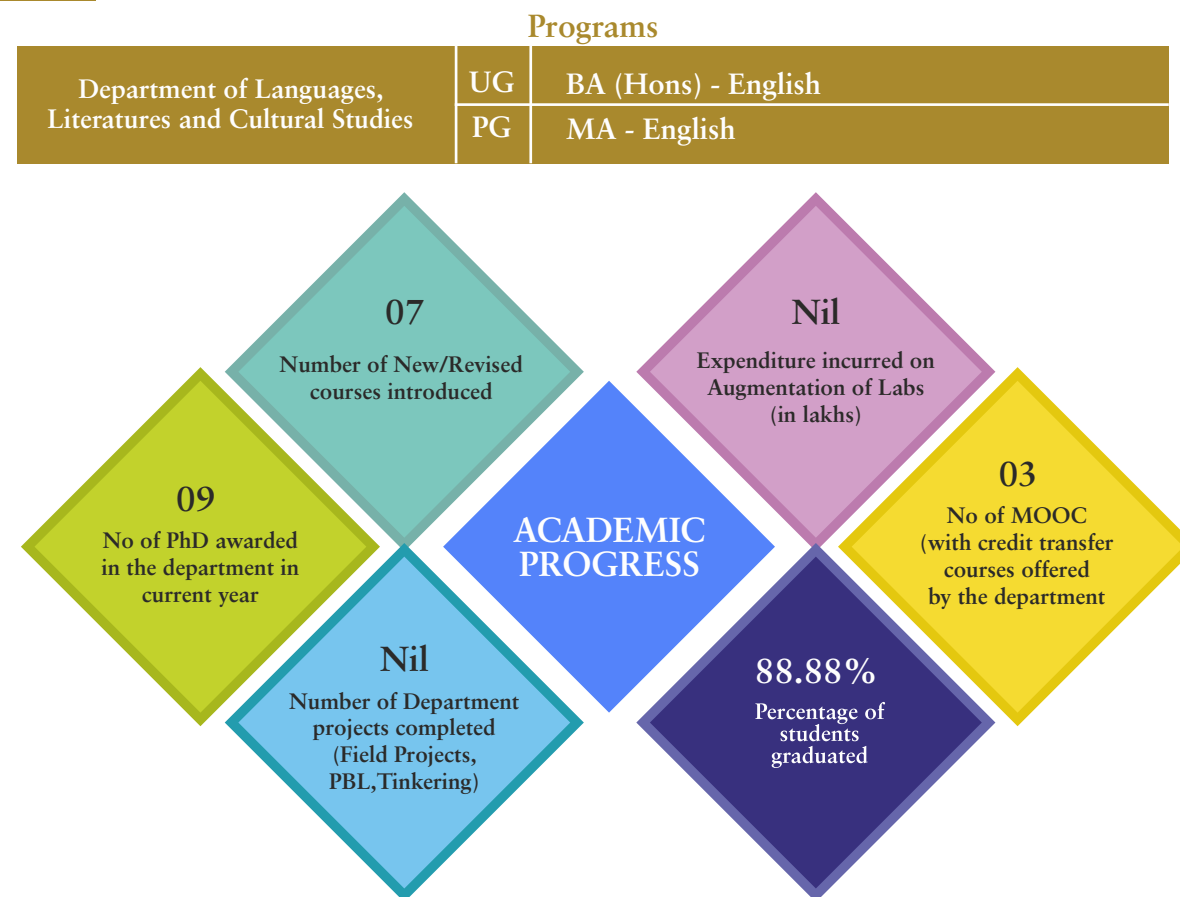 Programs
Department of Languages,
Literatures and Cultural Studies
UG
BA (Hons) - English
PG
MA - English
07
Number of New/Revised
courses introduced
Nil
Expenditure incurred on
Augmentation of Labs
(in lakhs)
09
No of PhD awarded
in the department in
current year
ACADEMIC
PROGRESS
03
No of MOOC
(with credit transfer
courses offered
by the department
Nil
Number of Department
projects completed
(Field Projects,
PBL,Tinkering)
88.88%
Percentage of
students
graduated